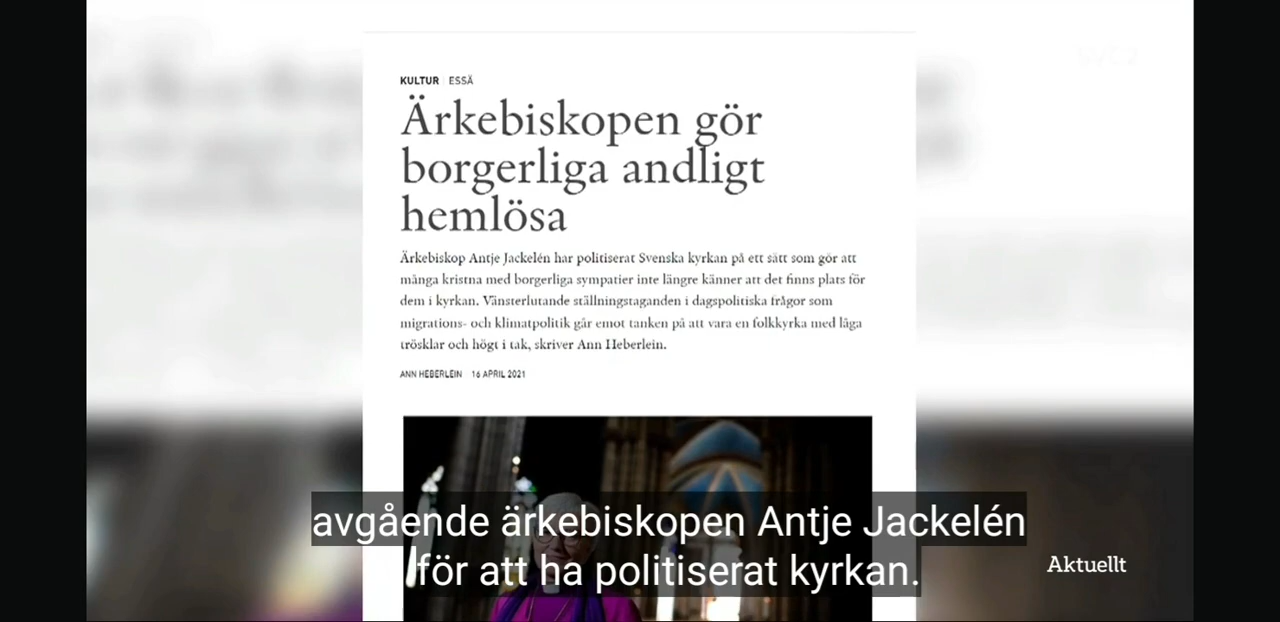 KULTUR ESSÄ
Ärkebiskopen gör
borgerliga andligt
hemlösa
Ärkebiskop Antje Jackelén har politiserat Svenska kyrkan på ett sätt som gör att
många kristna med borgerliga sympatier inte längre känner att det finns plats för
dem i kyrkan. Vänsterlutande ställningstaganden i dagspolitiska frågor som
migrations- och klimatpolitik går emot tanken på att vara en folkkyrka med låga
trösklar och högt i tak, skriver Ann Heberlein.
ANN HEBERLEIN 16 APRIL 2021
avgående ärkebiskopen Antje Jackelén
för att ha politiserat kyrkan.
Aktuellt